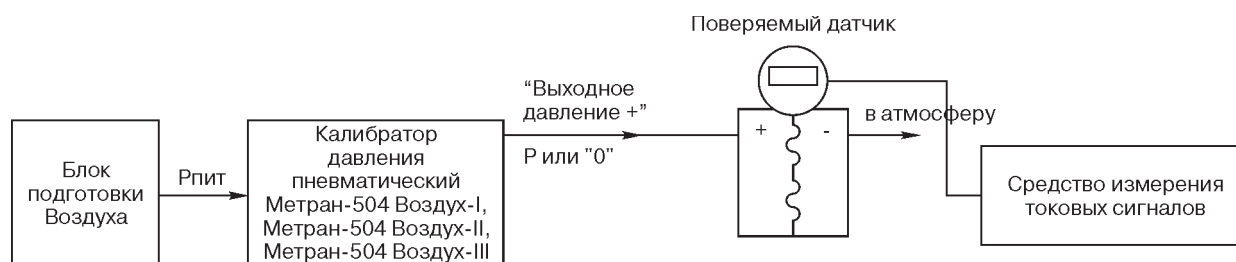 Поверяемый датчик
“Выходное
давление +”
Р или "0"
+
-
в атмосферу
Блок
подготовки
Воздуха
Рпит
Калибратор
давления
пневматический
Метран-504 Воздух-I,
Метран-504 Воздух-II,
Метран-504 Воздух-III
Средство измерения
токовых сигналов